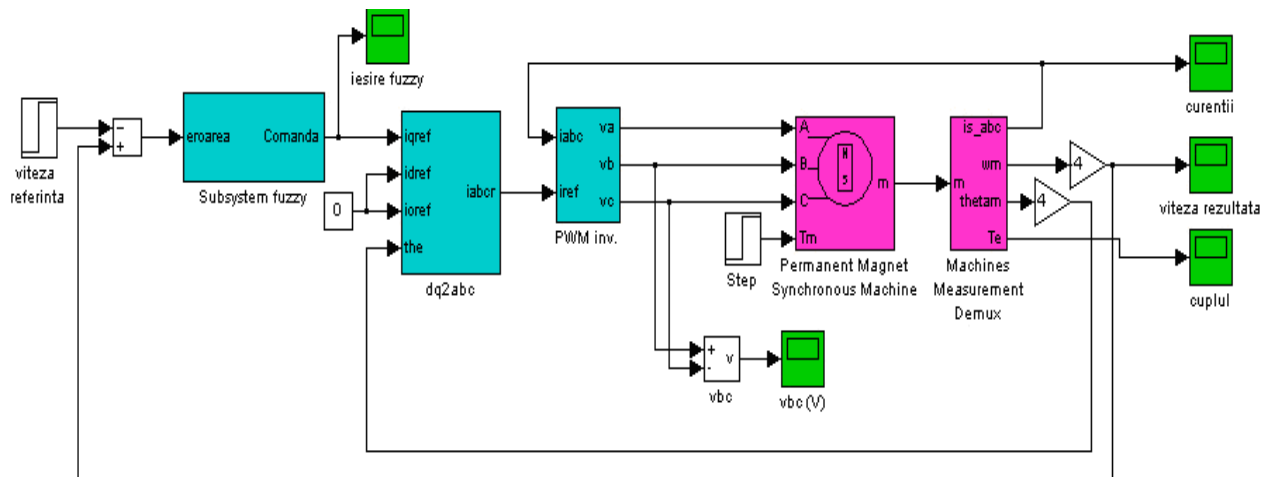 iesire fuzzy
viteza
referinta
−
+
eroarea
Comanda
Subsystem fuzzy
0
iqref
idref
ioref
the
iabcr
dq2abc
iabc
iref
va
vb
vc
PWM inv.
Step
A
B
C
Tm
N
S
m
Permanent Magnet
Synchronous Machine
m
is_abc
wm
thetam
Te
Machines
Measurement
Demux
4
4
curentii
viteza rezultata
cuplul
+
-
v
vbc
vbc (V)